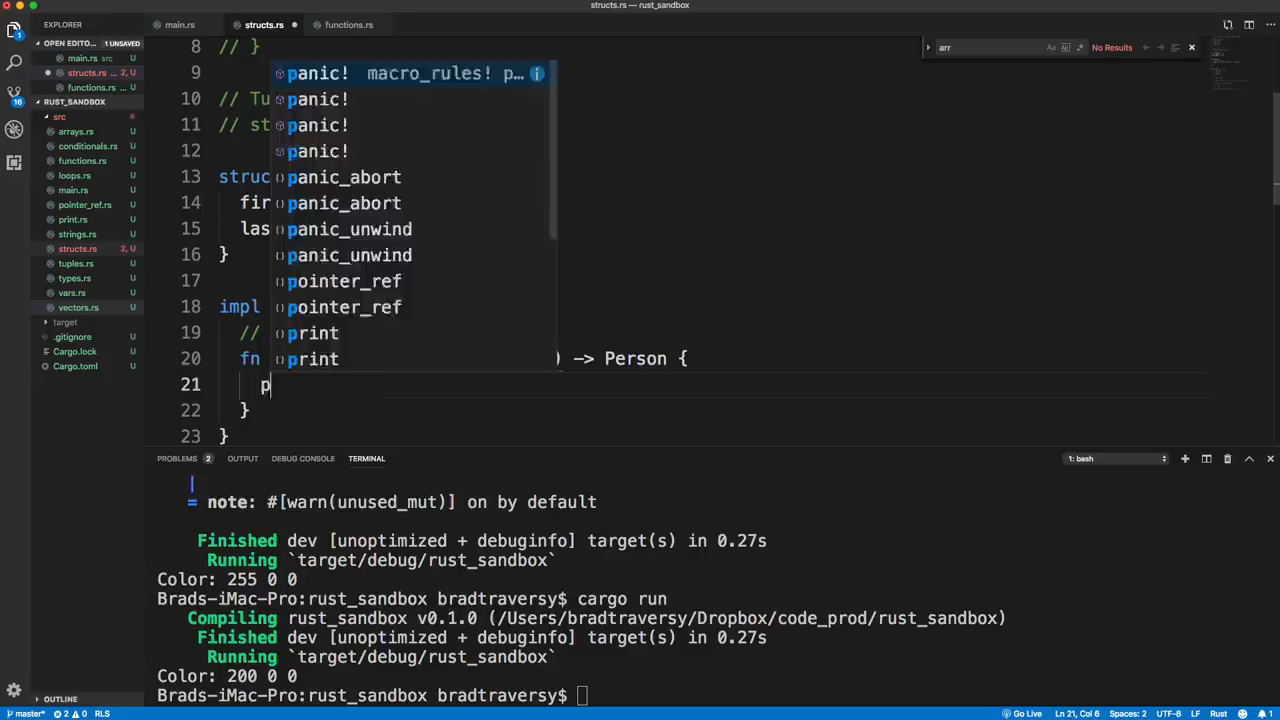 structs.rs — rust_sandbox
EXPLORER
main.rs
structs.rs
functions.rs
OPEN EDITO... 1 UNSAVED
main.rs src
structs.rs ... 2, U
functions.rs ... U
RUST_SANDBOX
src
arrays.rs U
conditionals.rs U
functions.rs U
loops.rs U
main.rs U
pointer_ref.rs U
print.rs U
strings.rs U
structs.rs 2, U
tuples.rs U
types.rs U
vars.rs U
vectors.rs U
target
.gitignore U
Cargo.lock U
Cargo.toml U
OUTLINE
1
16
arr
Aa Abl .* No Results
8 // }
9
10 // Tu
11 // st
12
13 struc
14 fir
15 las
16 }
17
18 impl
19 //
20 fn ) -> Person {
21 p
22 }
23 }
panic! macro_rules! p...
panic!
panic!
panic!
panic_abort
panic_abort
panic_unwind
panic_unwind
pointer_ref
pointer_ref
print
print
PROBLEMS 2 OUTPUT DEBUG CONSOLE TERMINAL
1: bash
|
= note: #[warn(unused_mut)] on by default
Finished dev [unoptimized + debuginfo] target(s) in 0.27s
Running `target/debug/rust_sandbox`
Color: 255 0 0
Brads-iMac-Pro:rust_sandbox bradtraversy$ cargo run
Compiling rust_sandbox v0.1.0 (/Users/bradtraversy/Dropbox/code_prod/rust_sandbox)
Finished dev [unoptimized + debuginfo] target(s) in 0.27s
Running `target/debug/rust_sandbox`
Color: 200 0 0
Brads-iMac-Pro:rust_sandbox bradtraversy$
master* 2 0 RLS
Go Live Ln 21, Col 6 Spaces: 2 UTF-8 LF Rust 1